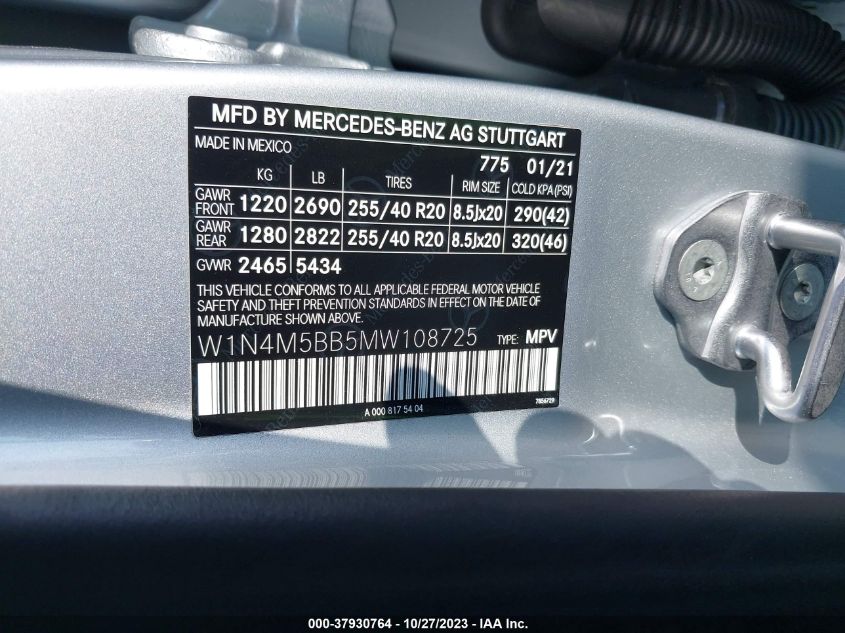 MFD BY MERCEDES-BENZ AG STUTTGART
MADE IN MEXICO
775 01/21
KG LB TIRES RIM SIZE COLD KPA(PSI)
GAWR FRONT 1220 2690 255/40 R20 8.5Jx20 290(42)
GAWR REAR 1280 2822 255/40 R20 8.5Jx20 320(46)
GVWR 2465 5434
THIS VEHICLE CONFORMS TO ALL APPLICABLE FEDERAL MOTOR VEHICLE
SAFETY AND THEFT PREVENTION STANDARDS IN EFFECT ON THE DATE OF
MANUFACTURE SHOWN ABOVE.
W1N4M5BB5MW108725 TYPE: MPV
A 000 817 54 04 7856729
000-37930764 - 10/27/2023 - IAA Inc.